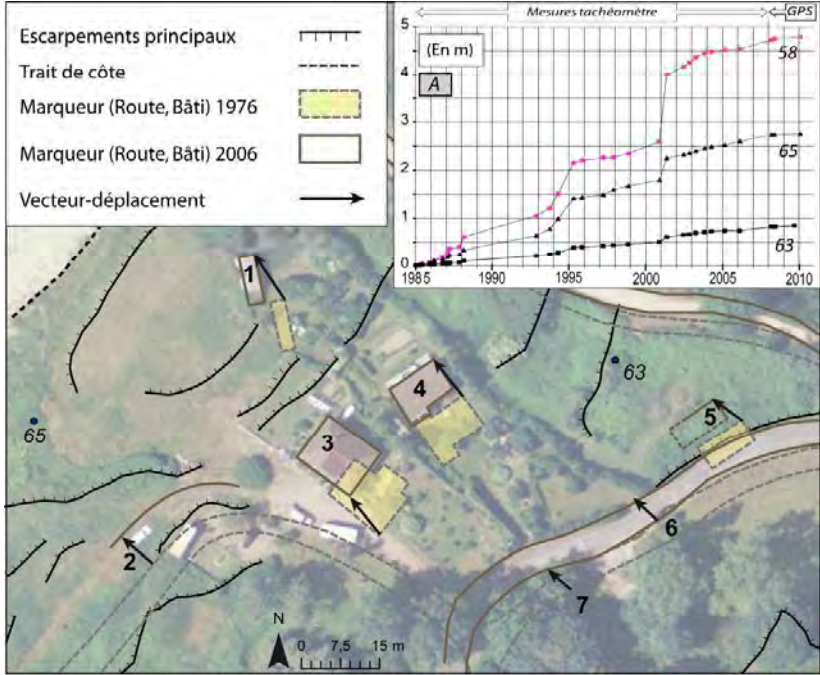 Escarpements principaux
Trait de côte
Marqueur (Route, Bâti) 1976
Marqueur (Route, Bâti) 2006
Vecteur-déplacement
Mesures tachéomètre
GPS
(En m)
A
5
4
3
2
1
0
1985 1990 1995 2000 2005 2010
58
65
63
1
2
3
4
5
6
7
65
63
N
0 7,5 15 m